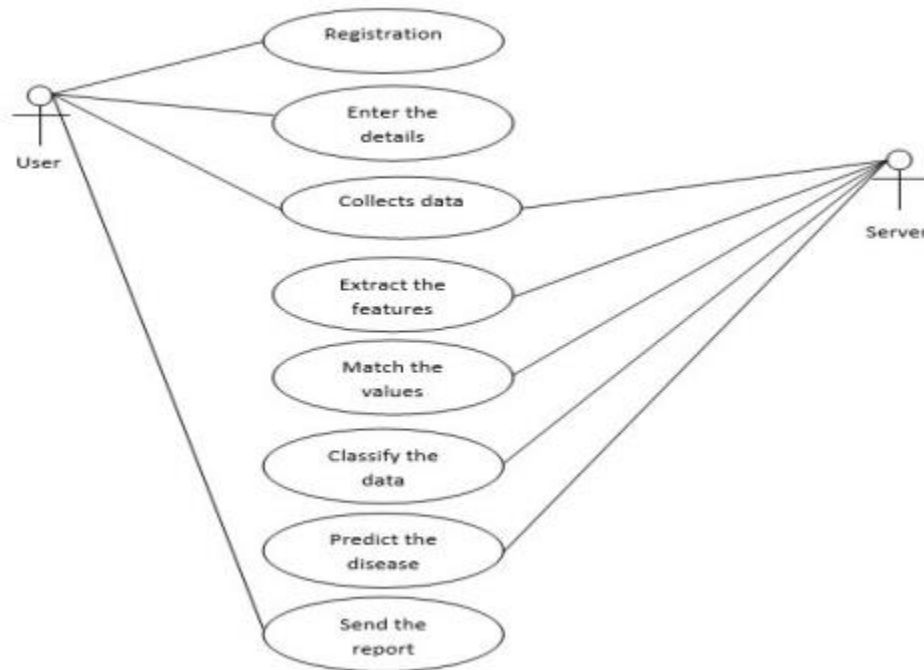 Registration
Enter the
details
User
Collects data
Server
Extract the
features
Match the
values
Classify the
data
Predict the
disease
Send the
report